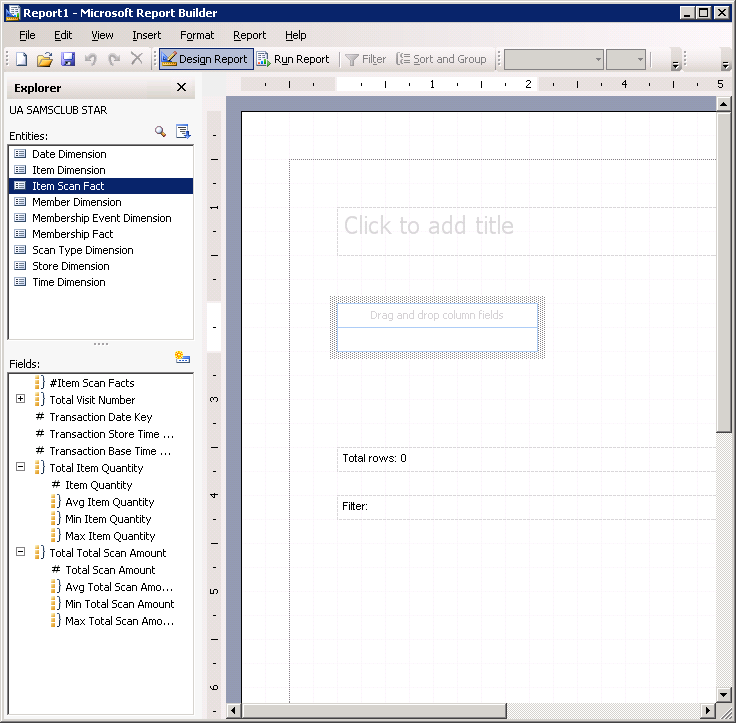 Report1 - Microsoft Report Builder
File Edit View Insert Format Report Help
Design Report Run Report Filter Sort and Group
Explorer
1 2 3 4 5
UA SAMSCLUB STAR
Entities:
Date Dimension
Item Dimension
Item Scan Fact
Member Dimension
Membership Event Dimension
Membership Fact
Scan Type Dimension
Store Dimension
Time Dimension
Fields:
#Item Scan Facts
Total Visit Number
# Transaction Date Key
# Transaction Store Time ...
# Transaction Base Time ...
Total Item Quantity
# Item Quantity
Avg Item Quantity
Min Item Quantity
Max Item Quantity
Total Total Scan Amount
# Total Scan Amount
Avg Total Scan Amo...
Min Total Scan Amount
Max Total Scan Amo...
1
3
4
5
6
Click to add title
Drag and drop column fields
Total rows: 0
Filter: